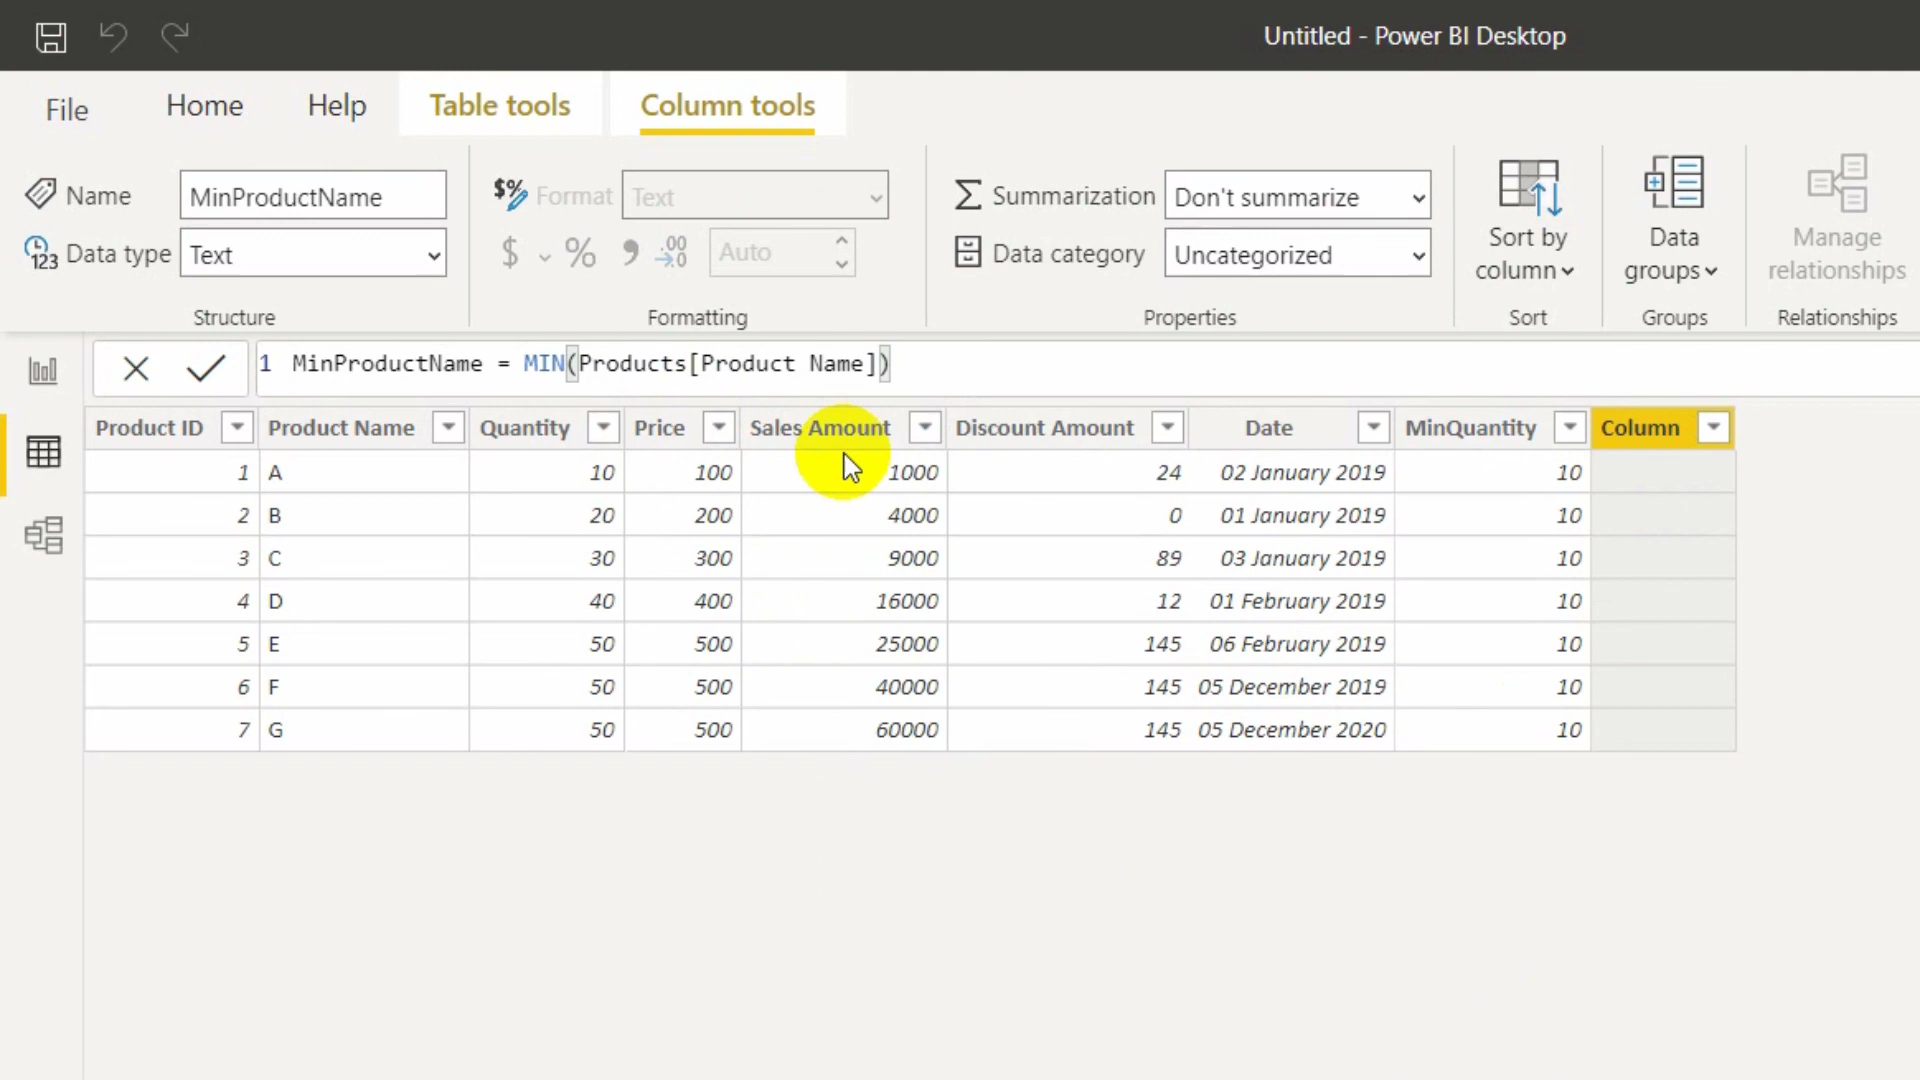 Untitled - Power BI Desktop
File Home Help Table tools Column tools
Name MinProductName $% Format Text Summarization Don't summarize
123 Data type Text $ % 9 .00 →.0 Auto Data category Uncategorized
Sort by column
Data groups
Manage relationships
Structure Formatting Properties Sort Groups Relationships
1 MinProductName = MIN(Products[Product Name])
Product ID Product Name Quantity Price Sales Amount Discount Amount Date MinQuantity Column
1 A 10 100 1000 24 02 January 2019 10
2 B 20 200 4000 0 01 January 2019 10
3 C 30 300 9000 89 03 January 2019 10
4 D 40 400 16000 12 01 February 2019 10
5 E 50 500 25000 145 06 February 2019 10
6 F 50 500 40000 145 05 December 2019 10
7 G 50 500 60000 145 05 December 2020 10